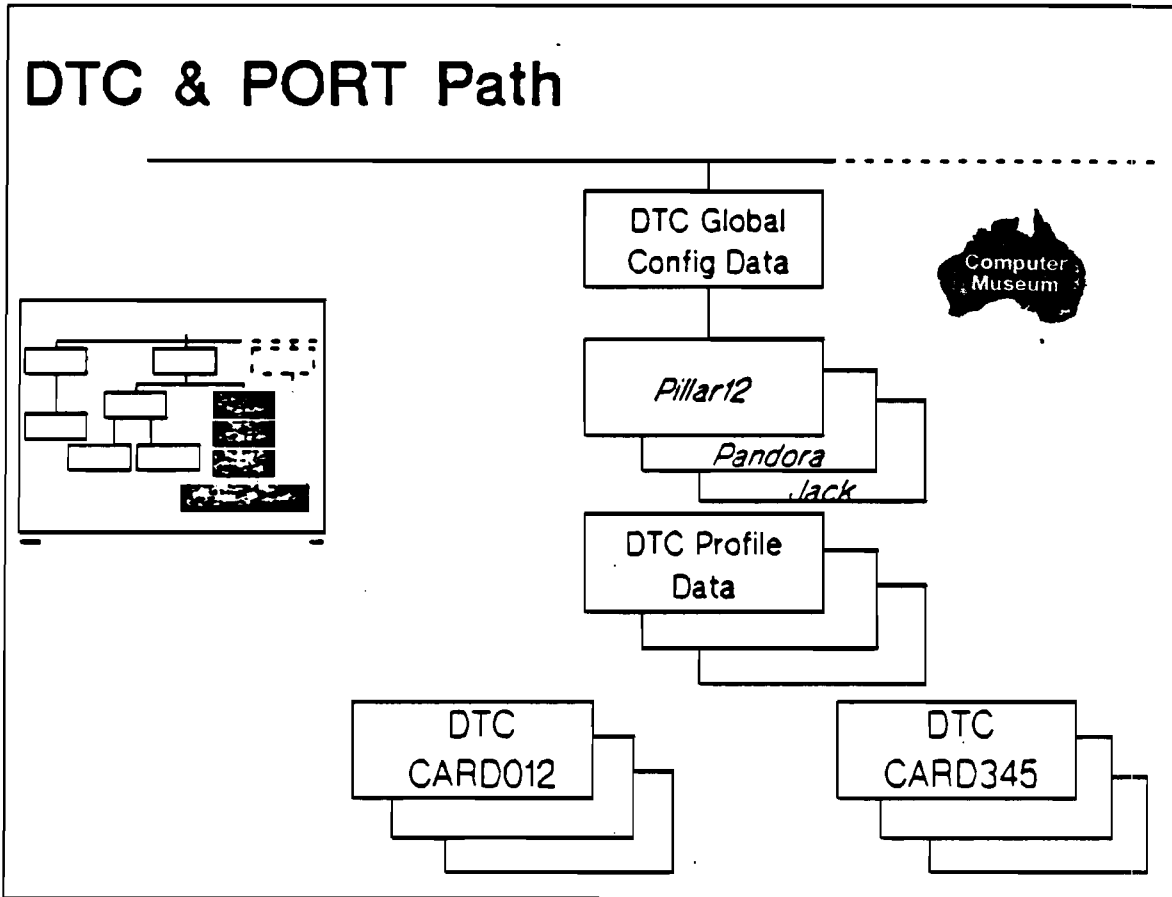 DTC & PORT Path
DTC Global
Config Data
Computer
Museum
Pillar12
Pandora
Jack
DTC Profile
Data
DTC
CARD012
DTC
CARD345